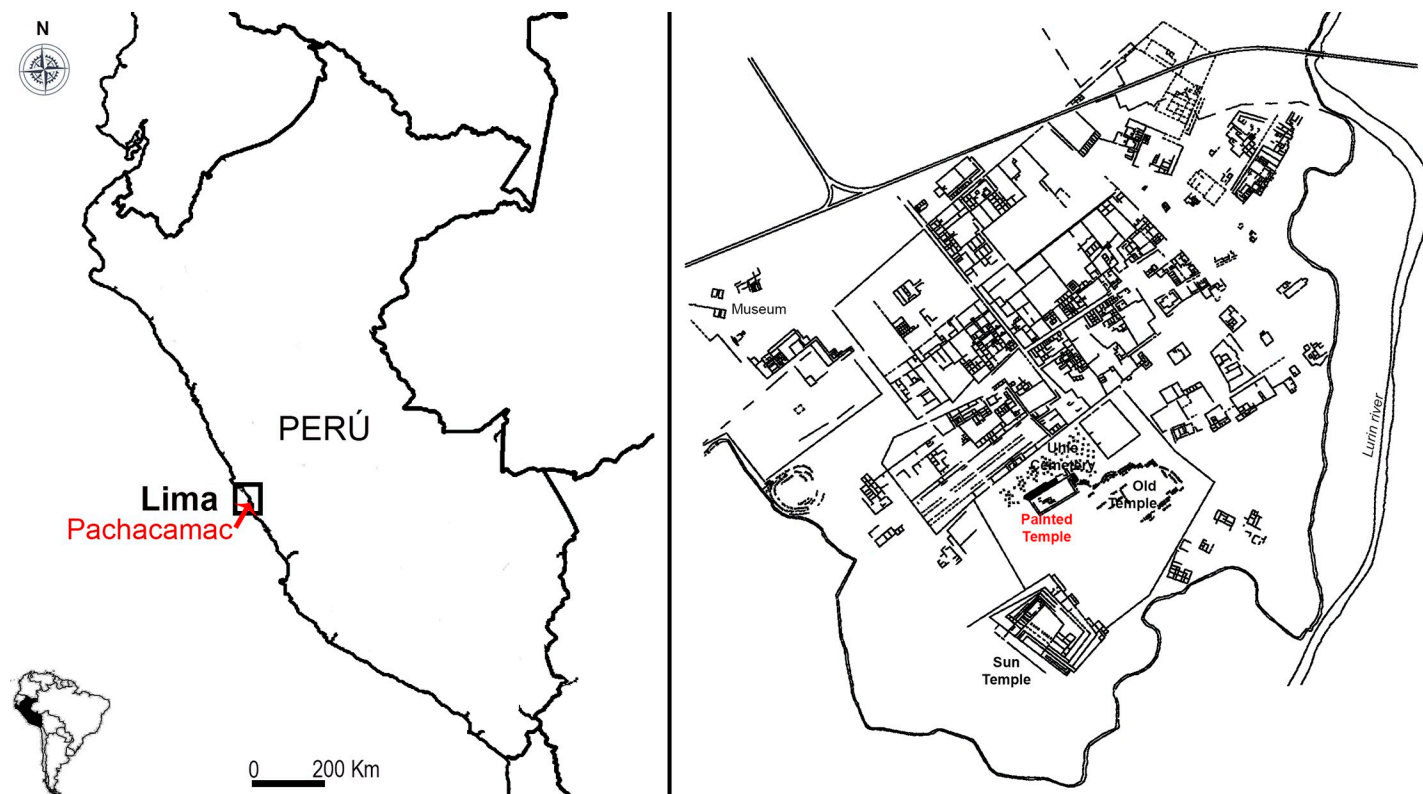 N
PERÚ
Lima
Pachacamac
0 200 Km
Museum
Lurin river
Uhle
Cemetery
Old
Temple
Painted
Temple
Sun
Temple